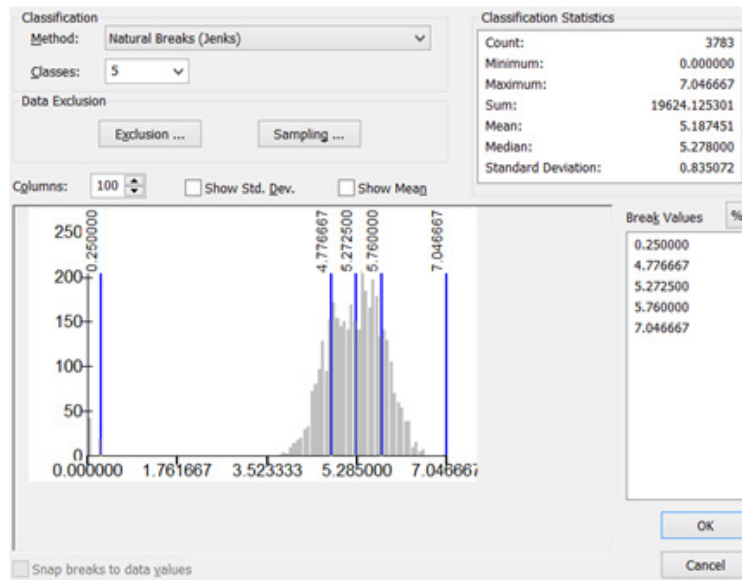 Classification
Method: Natural Breaks (Jenks)
Classes: 5
Data Exclusion
Exclusion ...
Sampling ...
Classification Statistics
Count: 3783
Minimum: 0.000000
Maximum: 7.046667
Sum: 19624.125301
Mean: 5.187451
Median: 5.278000
Standard Deviation: 0.835072
Columns: 100
Show Std. Dev.
Show Mean
250
200
150
100
50
0
0.250000
4.776667
5.272500
5.760000
7.046667
0.000000 1.761667 3.523333 5.285000 7.046667
Break Values %
0.250000
4.776667
5.272500
5.760000
7.046667
OK
Cancel
Snap breaks to data values